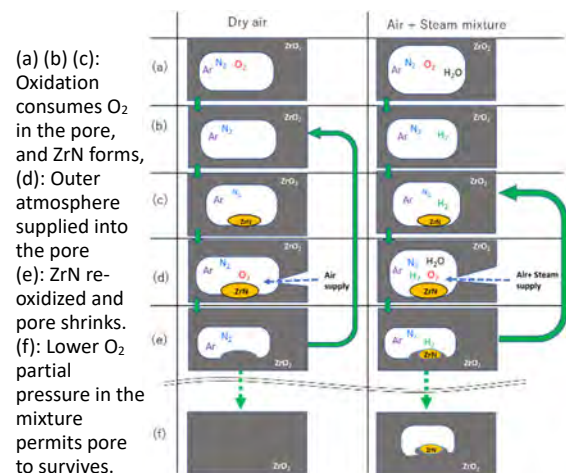 Dry air
Air + Steam mixture
(a) (b) (c):
Oxidation
consumes O2
in the pore,
and ZrN forms,
(d): Outer
atmosphere
supplied into
the pore
(e): ZrN re-
oxidized and
pore shrinks.
(f): Lower O2
partial
pressure in the
mixture
permits pore
to survives.
(a)
Ar N2 O2 ZrO2
Ar N2 O2 H2O ZrO2
(b)
Ar N2 ZrO2
Ar N2 H2 ZrO2
(c)
Ar N2 ZrN ZrO2
Ar N2 H2 ZrN ZrO2
(d)
Ar N2 O2 ZrN ZrO2
Air
supply
Ar N2 H2O H2 O2 ZrN ZrO2
Air+ Steam
supply
(e)
Ar N2 ZrO2
Ar N2 H2 ZrN ZrO2
(f)
ZrO2
ZrN ZrO2